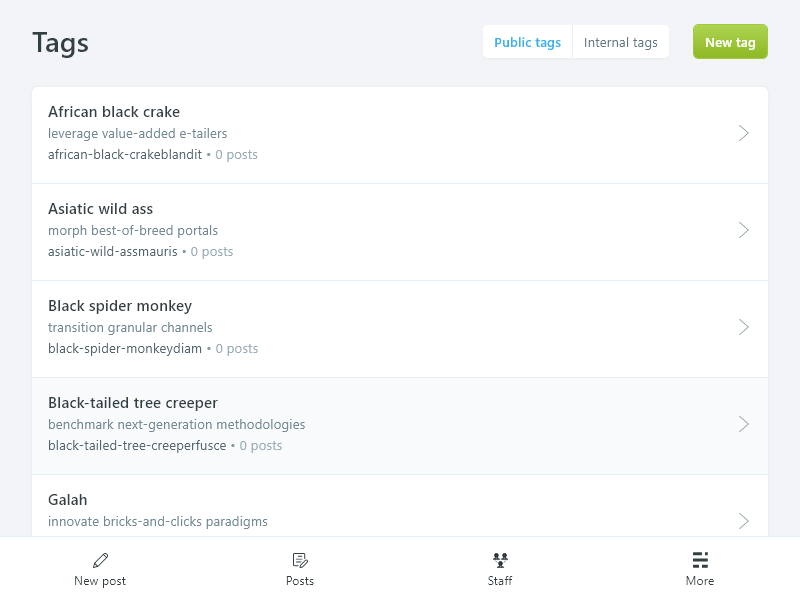 Tags
Public tags
Internal tags
New tag
African black crake
leverage value-added e-tailers
african-black-crakeblandit • 0 posts
Asiatic wild ass
morph best-of-breed portals
asiatic-wild-assmauris • 0 posts
Black spider monkey
transition granular channels
black-spider-monkeydiam • 0 posts
Black-tailed tree creeper
benchmark next-generation methodologies
black-tailed-tree-creeperfusce • 0 posts
Galah
innovate bricks-and-clicks paradigms
New post
Posts
Staff
More